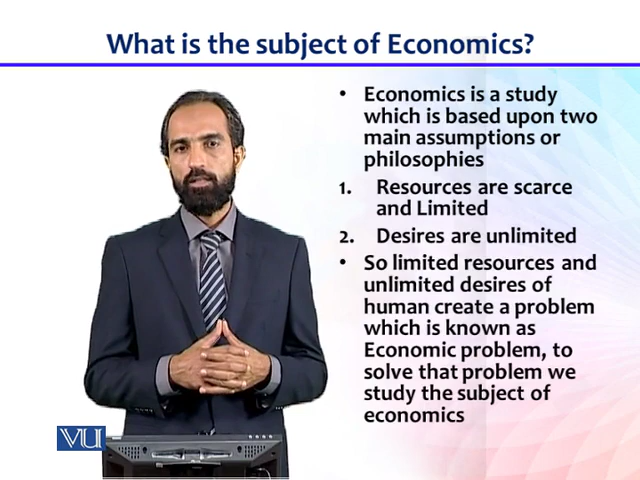 What is the subject of Economics?
• Economics is a study
which is based upon two
main assumptions or
philosophies
1. Resources are scarce
and Limited
2. Desires are unlimited
• So limited resources and
unlimited desires of
human create a problem
which is known as
Economic problem, to
solve that problem we
study the subject of
economics
VU